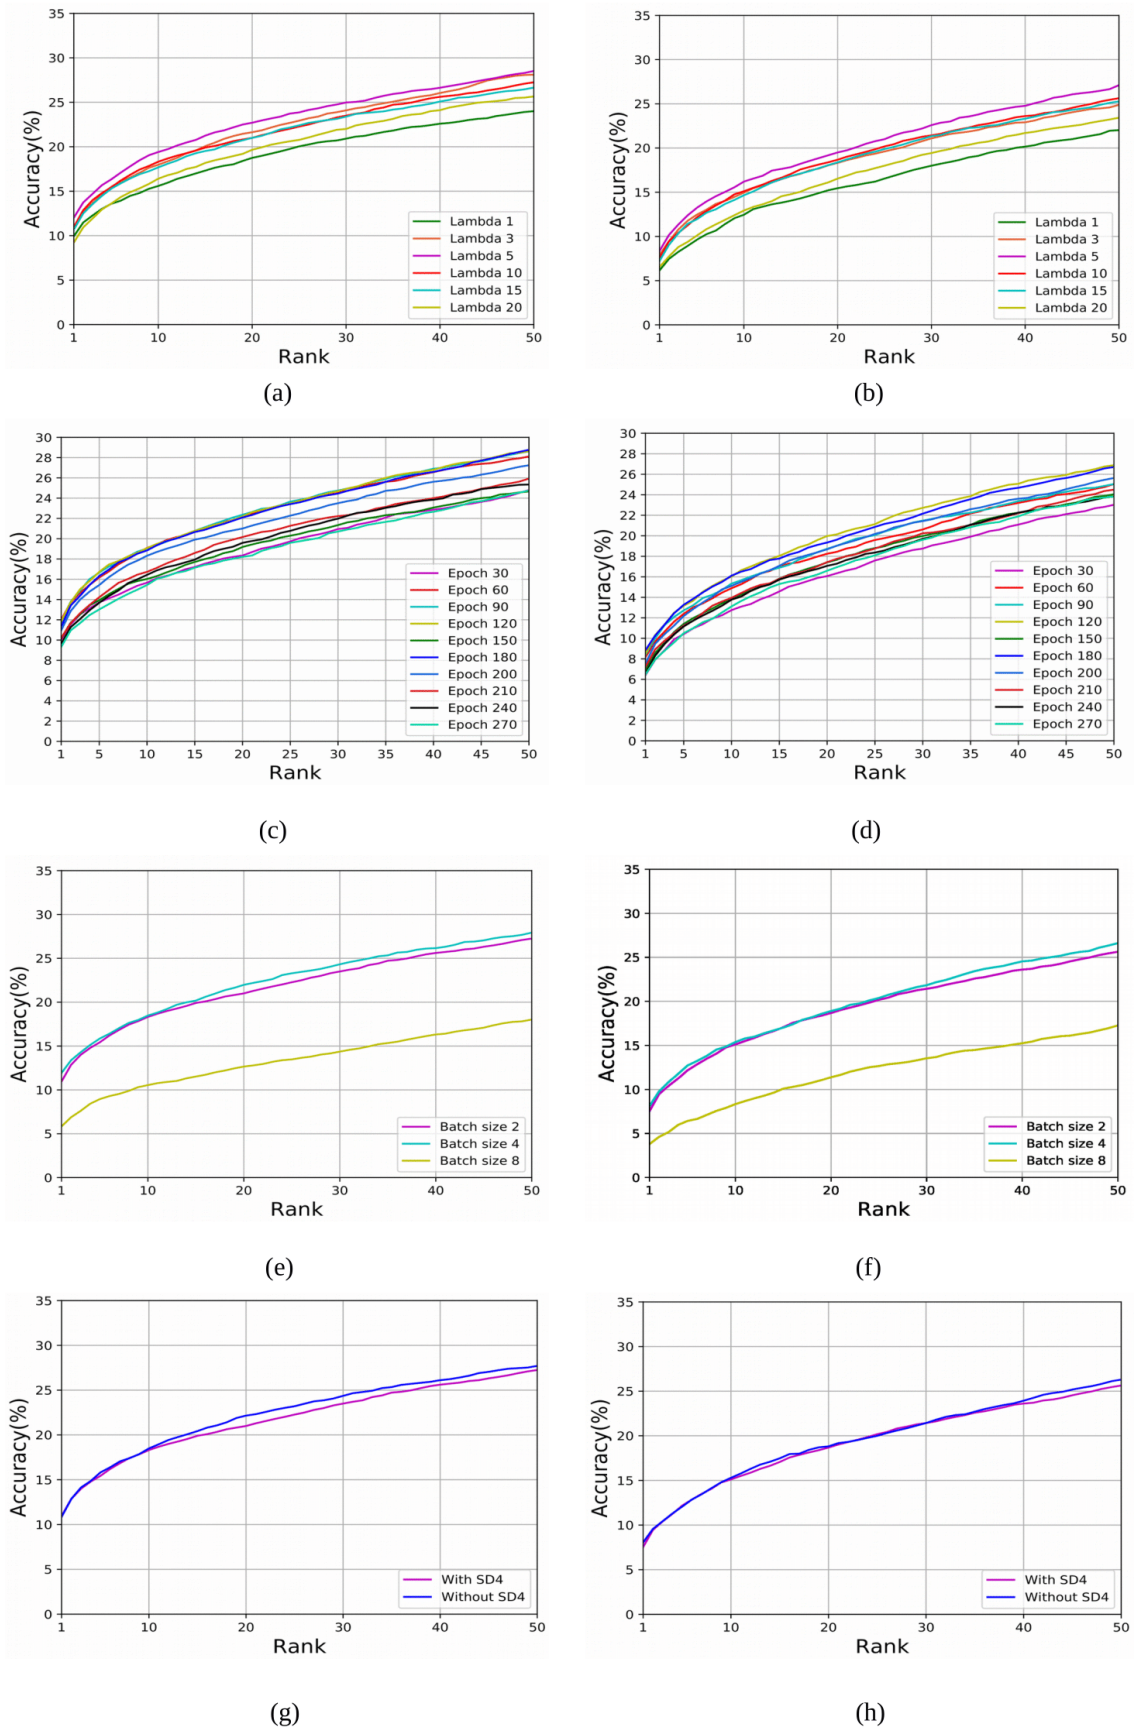 35
30
25
20
15
10
5
0
Accuracy(%)
1 10 20 30 40 50
Rank
Lambda 1
Lambda 3
Lambda 5
Lambda 10
Lambda 15
Lambda 20
(a)
35
30
25
20
15
10
5
0
Accuracy(%)
1 10 20 30 40 50
Rank
Lambda 1
Lambda 3
Lambda 5
Lambda 10
Lambda 15
Lambda 20
(b)
30
28
26
24
22
20
18
16
14
12
10
8
6
4
2
0
Accuracy(%)
1 5 10 15 20 25 30 35 40 45 50
Rank
Epoch 30
Epoch 60
Epoch 90
Epoch 120
Epoch 150
Epoch 180
Epoch 200
Epoch 210
Epoch 240
Epoch 270
(c)
30
28
26
24
22
20
18
16
14
12
10
8
6
4
2
0
Accuracy(%)
1 5 10 15 20 25 30 35 40 45 50
Rank
Epoch 30
Epoch 60
Epoch 90
Epoch 120
Epoch 150
Epoch 180
Epoch 200
Epoch 210
Epoch 240
Epoch 270
(d)
35
30
25
20
15
10
5
0
Accuracy(%)
1 10 20 30 40 50
Rank
Batch size 2
Batch size 4
Batch size 8
(e)
35
30
25
20
15
10
5
0
Accuracy(%)
1 10 20 30 40 50
Rank
Batch size 2
Batch size 4
Batch size 8
(f)
35
30
25
20
15
10
5
0
Accuracy(%)
1 10 20 30 40 50
Rank
With SD4
Without SD4
(g)
35
30
25
20
15
10
5
0
Accuracy(%)
1 10 20 30 40 50
Rank
With SD4
Without SD4
(h)